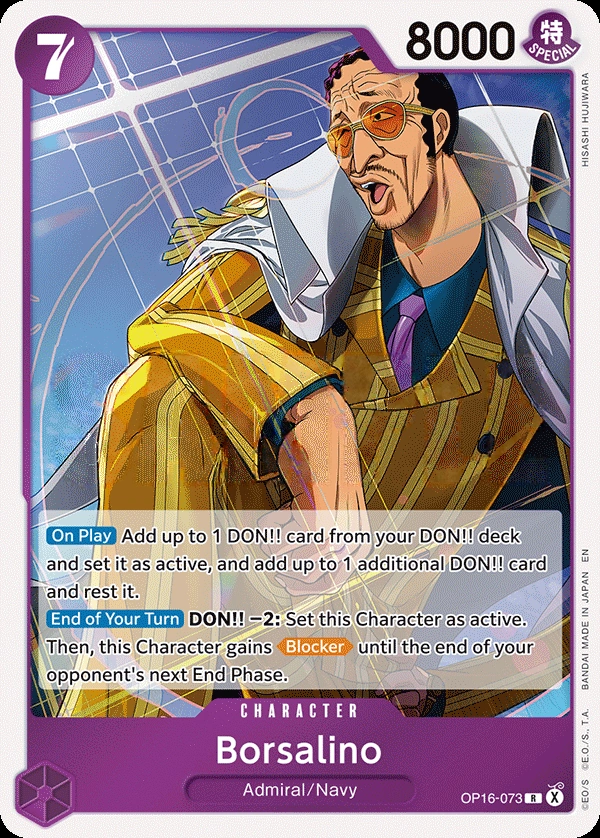 7
8000
特
SPECIAL
HISASHI HUJIWARA
On Play Add up to 1 DON!! card from your DON!! deck
and set it as active, and add up to 1 additional DON!! card
and rest it.
End of Your Turn DON!! −2: Set this Character as active.
Then, this Character gains Blocker until the end of your
opponent's next End Phase.
CHARACTER
Borsalino
Admiral/Navy
OP16-073 R X
©EO/S ©E.O./S., T.A. BANDAI MADE IN JAPAN EN